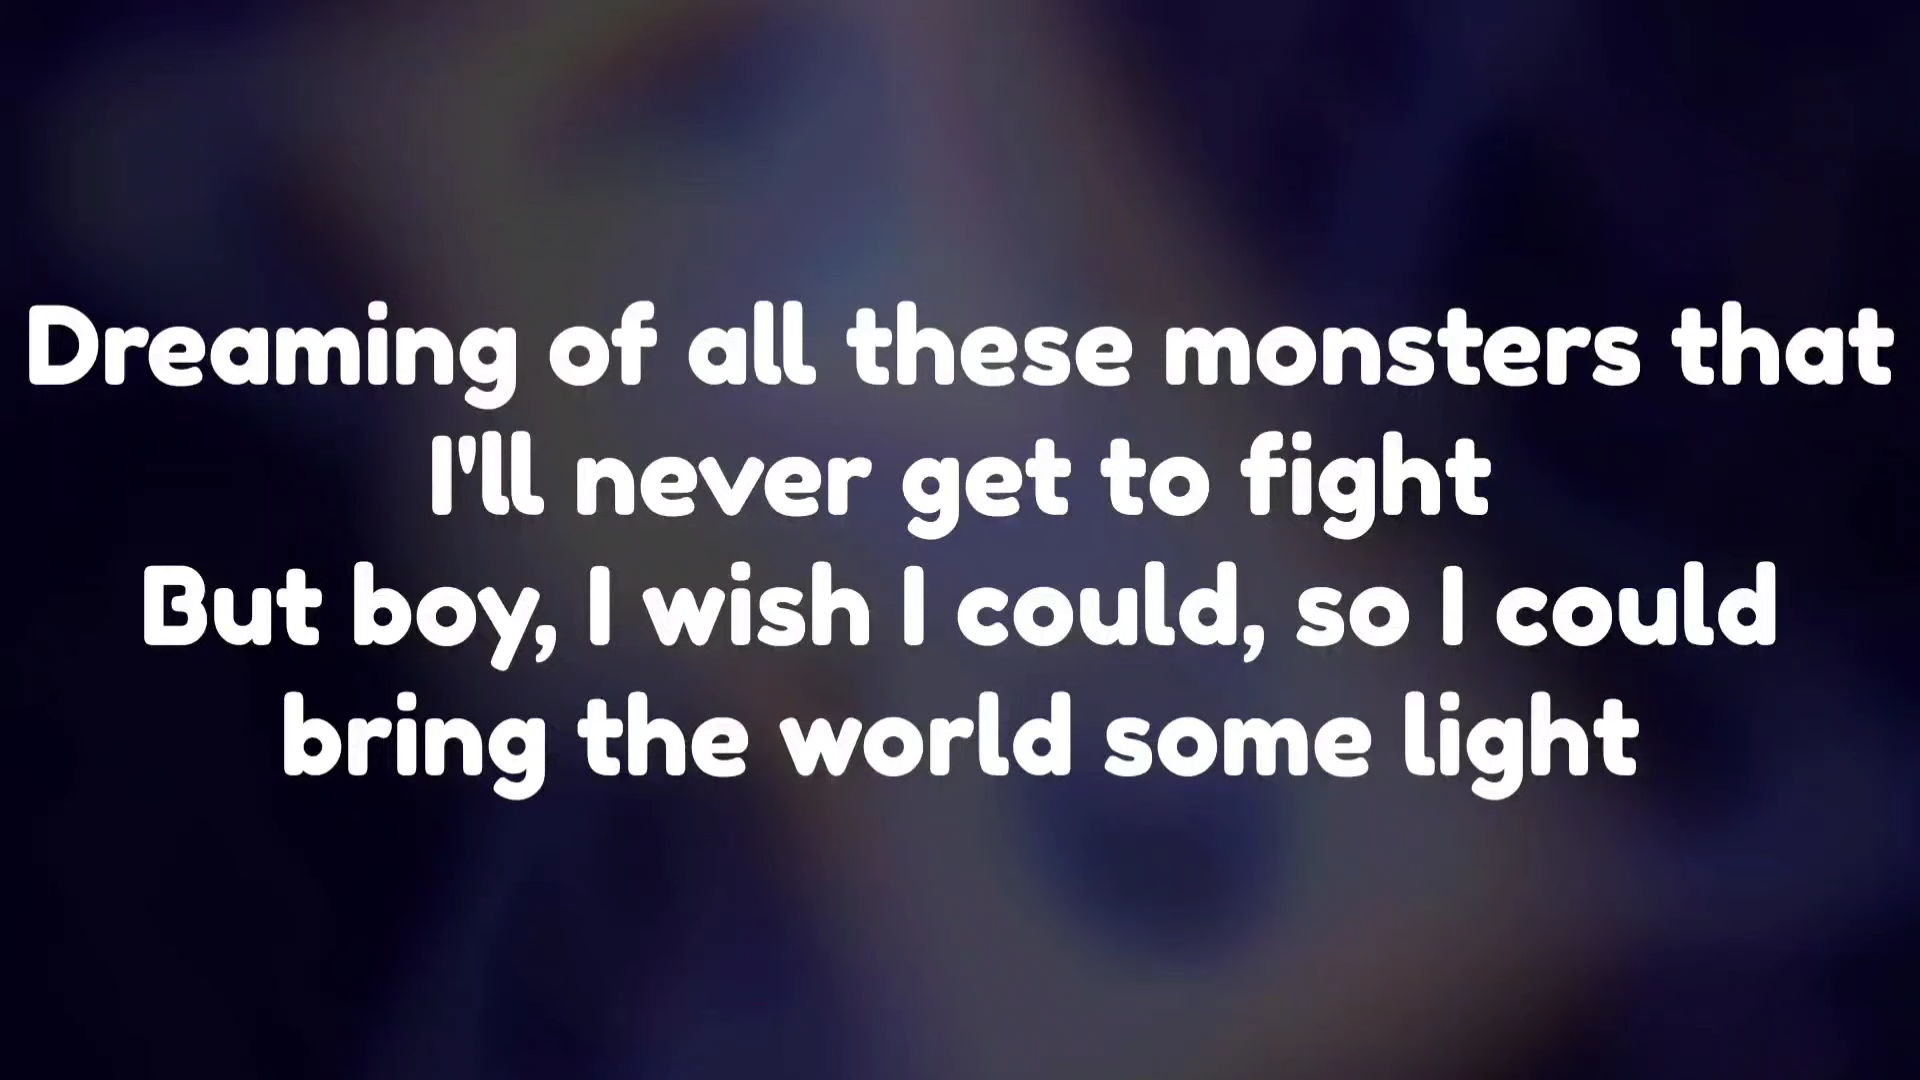 Dreaming of all these monsters that
I'll never get to fight
But boy, I wish I could, so I could
bring the world some light